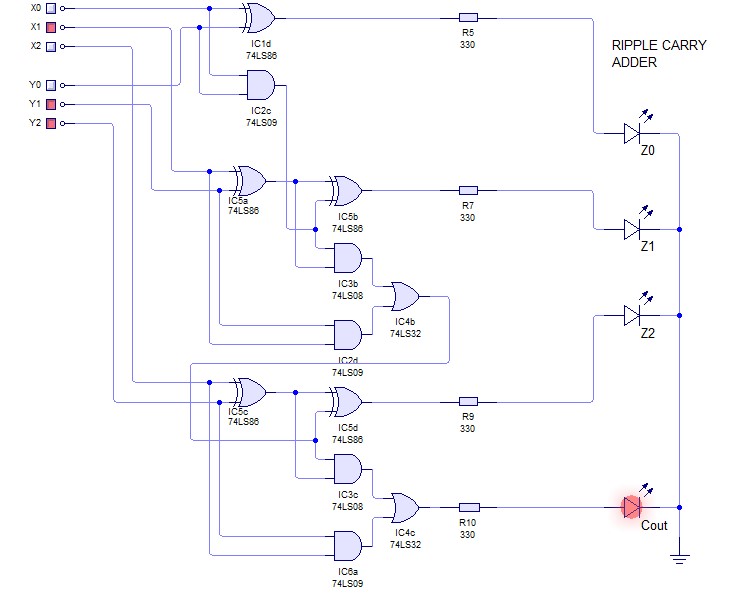 X0
X1
X2
Y0
Y1
Y2
IC1d
74LS86
R5
330
RIPPLE CARRY
ADDER
IC2c
74LS09
Z0
IC5a
74LS86
IC5b
74LS86
R7
330
Z1
IC3b
74LS08
IC4b
74LS32
Z2
IC2d
74LS09
IC5c
74LS86
IC5d
74LS86
R9
330
IC3c
74LS08
IC4c
74LS32
R10
330
Cout
IC6a
74LS09